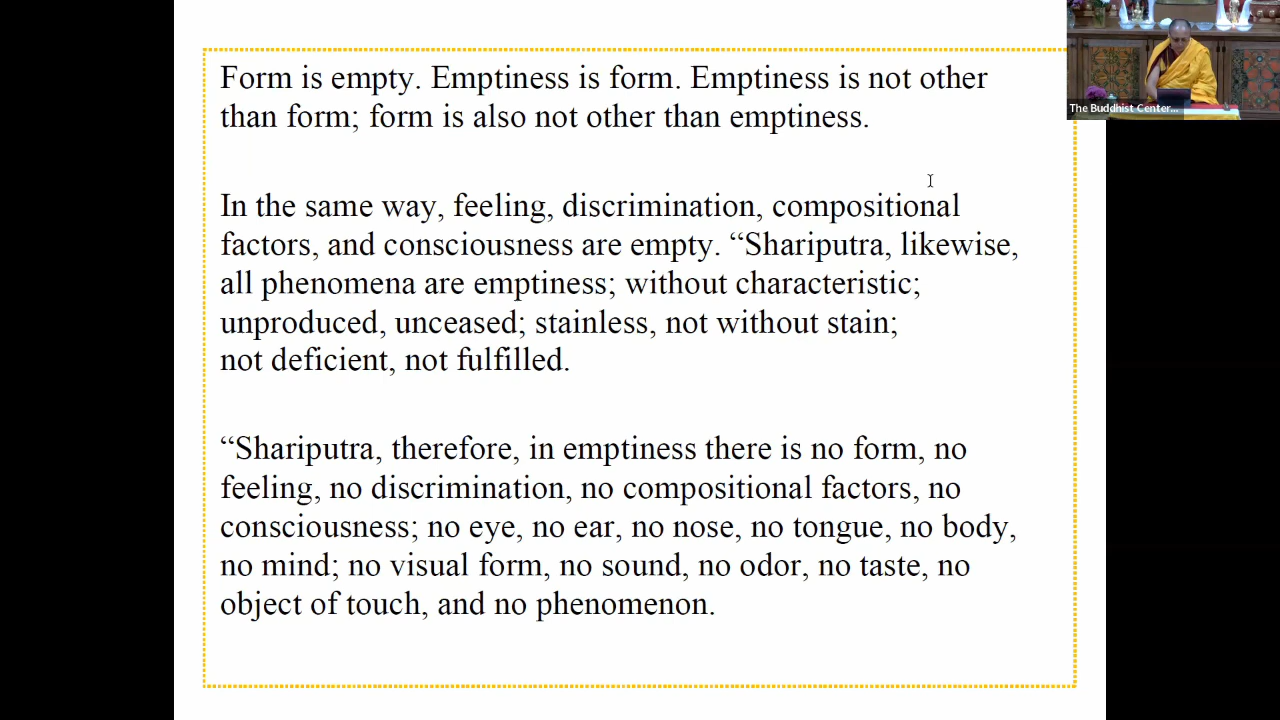 Form is empty. Emptiness is form. Emptiness is not other
than form; form is also not other than emptiness.
In the same way, feeling, discrimination, compositional
factors, and consciousness are empty. “Shariputra, likewise,
all phenomena are emptiness; without characteristic;
unproduced, unceased; stainless, not without stain;
not deficient, not fulfilled.
“Shariputra, therefore, in emptiness there is no form, no
feeling, no discrimination, no compositional factors, no
consciousness; no eye, no ear, no nose, no tongue, no body,
no mind; no visual form, no sound, no odor, no taste, no
object of touch, and no phenomenon.
The Buddhist Center...